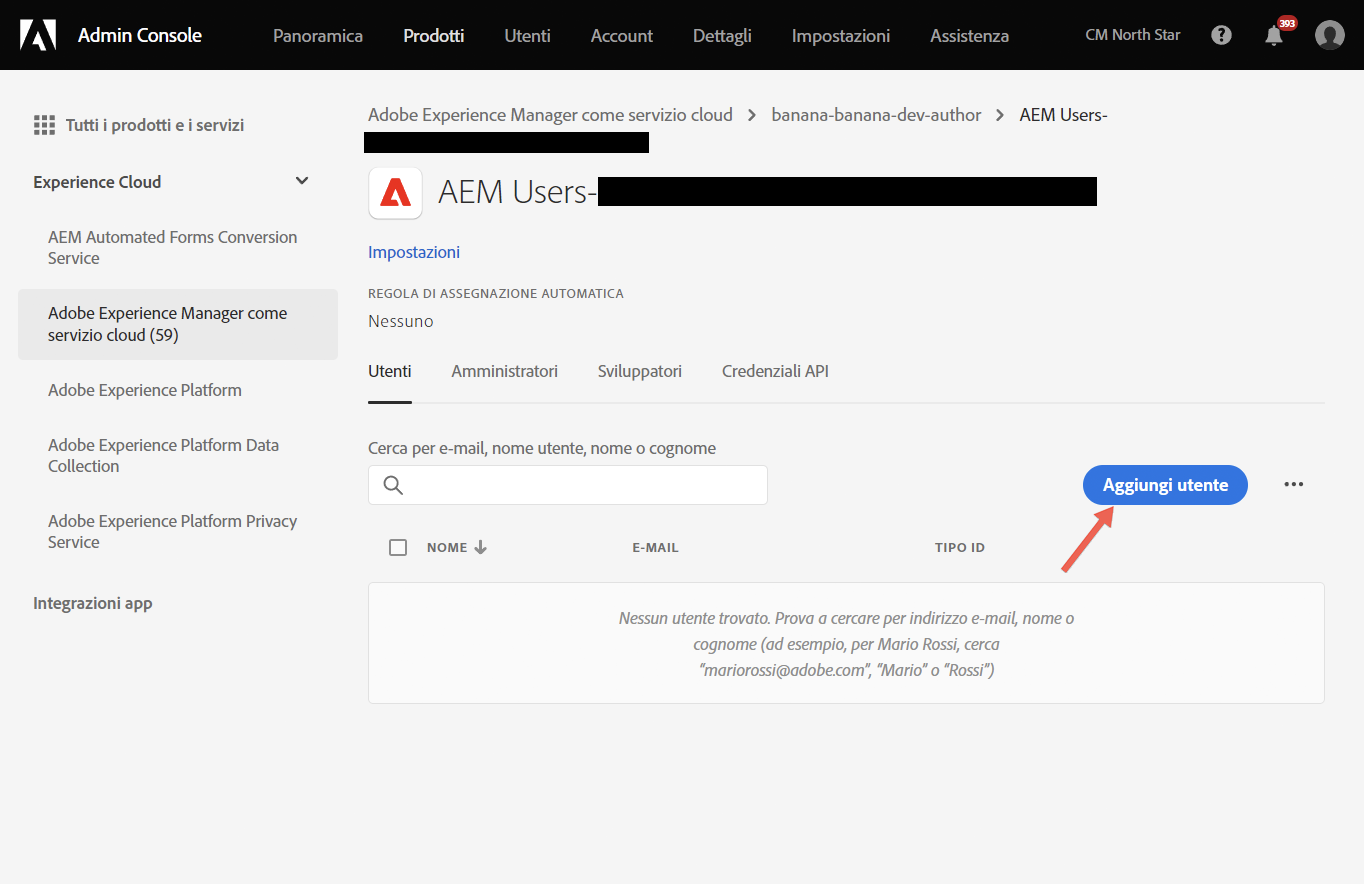 Admin Console Panoramica Prodotti Utenti Account Dettagli Impostazioni Assistenza CM North Star 393
Tutti i prodotti e i servizi
Experience Cloud
AEM Automated Forms Conversion
Service
Adobe Experience Manager come
servizio cloud (59)
Adobe Experience Platform
Adobe Experience Platform Data
Collection
Adobe Experience Platform Privacy
Service
Integrazioni app
Adobe Experience Manager come servizio cloud > banana-banana-dev-author > AEM Users-
AEM Users-
Impostazioni
REGOLA DI ASSEGNAZIONE AUTOMATICA
Nessuno
Utenti Amministratori Sviluppatori Credenziali API
Cerca per e-mail, nome utente, nome o cognome
Aggiungi utente
NOME E-MAIL TIPO ID
Nessun utente trovato. Prova a cercare per indirizzo e-mail, nome o
cognome (ad esempio, per Mario Rossi, cerca
"mariorossi@adobe.com", "Mario" o "Rossi")